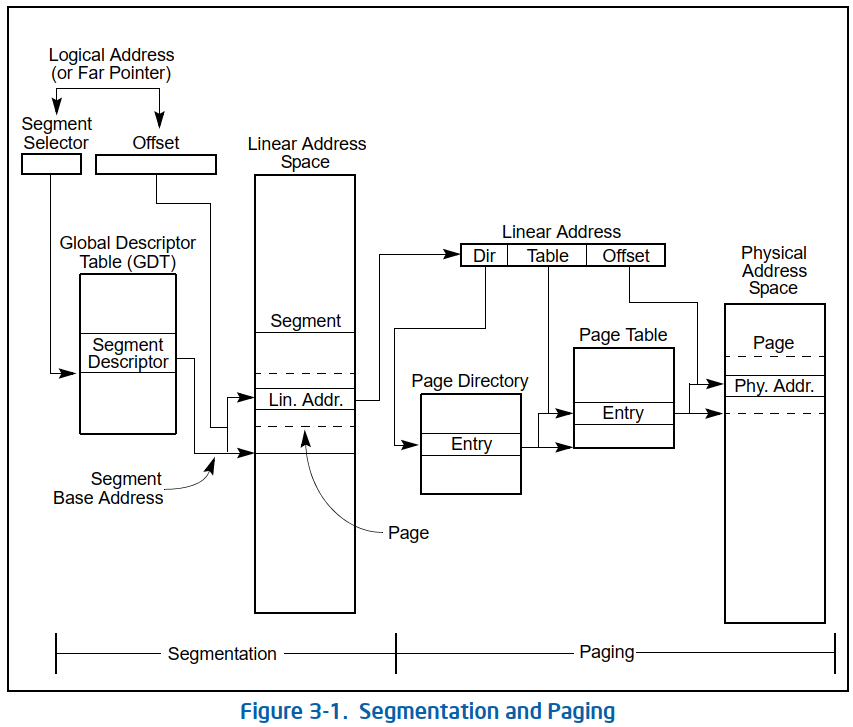 Logical Address
(or Far Pointer)
Segment
Selector
Offset
Linear Address
Space
Global Descriptor
Table (GDT)
Segment
Descriptor
Segment
Lin. Addr.
Segment
Base Address
Page
Linear Address
Dir
Table
Offset
Page Directory
Entry
Page Table
Entry
Physical
Address
Space
Page
Phy. Addr.
Segmentation
Paging
Figure 3-1. Segmentation and Paging